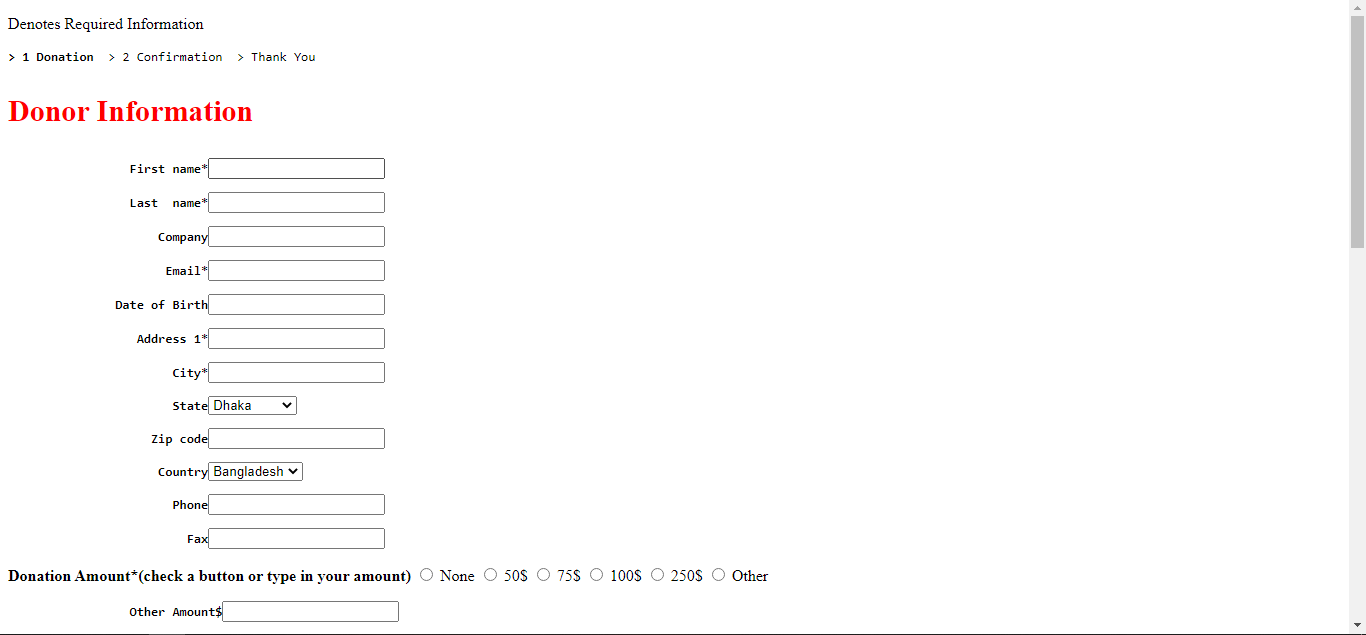 Denotes Required Information
> 1 Donation > 2 Confirmation > Thank You
Donor Information
First name*
Last  name*
Company
Email*
Date of Birth
Address 1*
City*
State Dhaka
Zip code
Country Bangladesh
Phone
Fax
Donation Amount*(check a button or type in your amount) None 50$ 75$ 100$ 250$ Other
Other Amount$